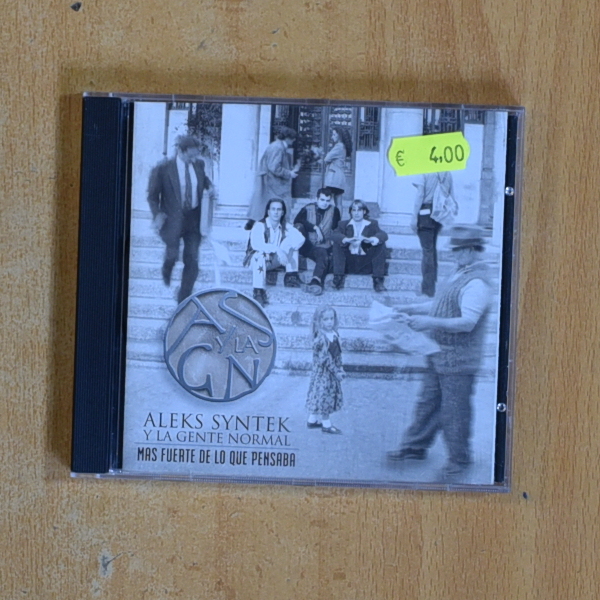 € 4,00
AS
Y LA
GN
ALEKS SYNTEK
Y LA GENTE NORMAL
MAS FUERTE DE LO QUE PENSABA